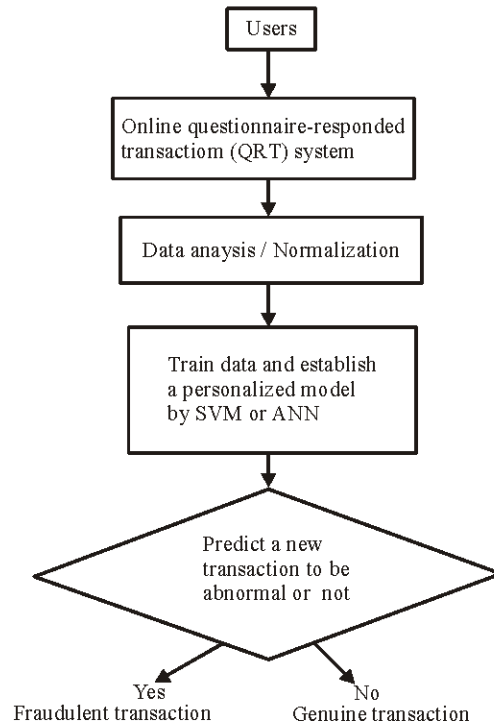 Users
Online questionnaire-responded
transactiom (QRT) system
Data anaysis / Normalization
Train data and establish
a personalized model
by SVM or ANN
Predict a new
transaction to be
abnormal or not
Yes
Fraudulent transaction
No
Genuine transaction